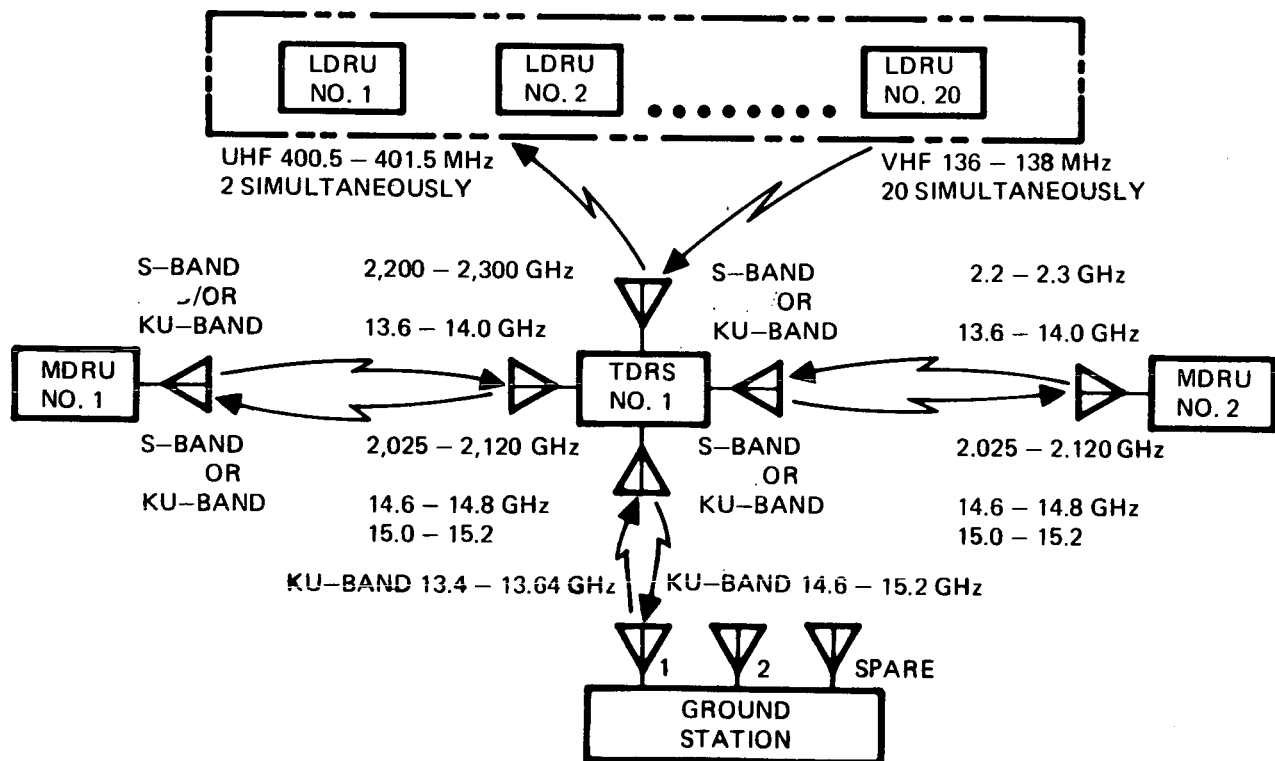 LDRU
NO. 1
LDRU
NO. 2
LDRU
NO. 20
UHF 400.5 – 401.5 MHz
2 SIMULTANEOUSLY
VHF 136 – 138 MHz
20 SIMULTANEOUSLY
S–BAND
/OR
KU–BAND
2,200 – 2,300 GHz
13.6 – 14.0 GHz
S–BAND
OR
KU–BAND
2.2 – 2.3 GHz
13.6 – 14.0 GHz
MDRU
NO. 1
TDRS
NO. 1
MDRU
NO. 2
S–BAND
OR
KU–BAND
2,025 – 2,120 GHz
14.6 – 14.8 GHz
15.0 – 15.2
S–BAND
OR
KU–BAND
2.025 – 2.120 GHz
14.6 – 14.8 GHz
15.0 – 15.2
KU–BAND 13.4 – 13.64 GHz
KU–BAND 14.6 – 15.2 GHz
1
2
SPARE
GROUND
STATION